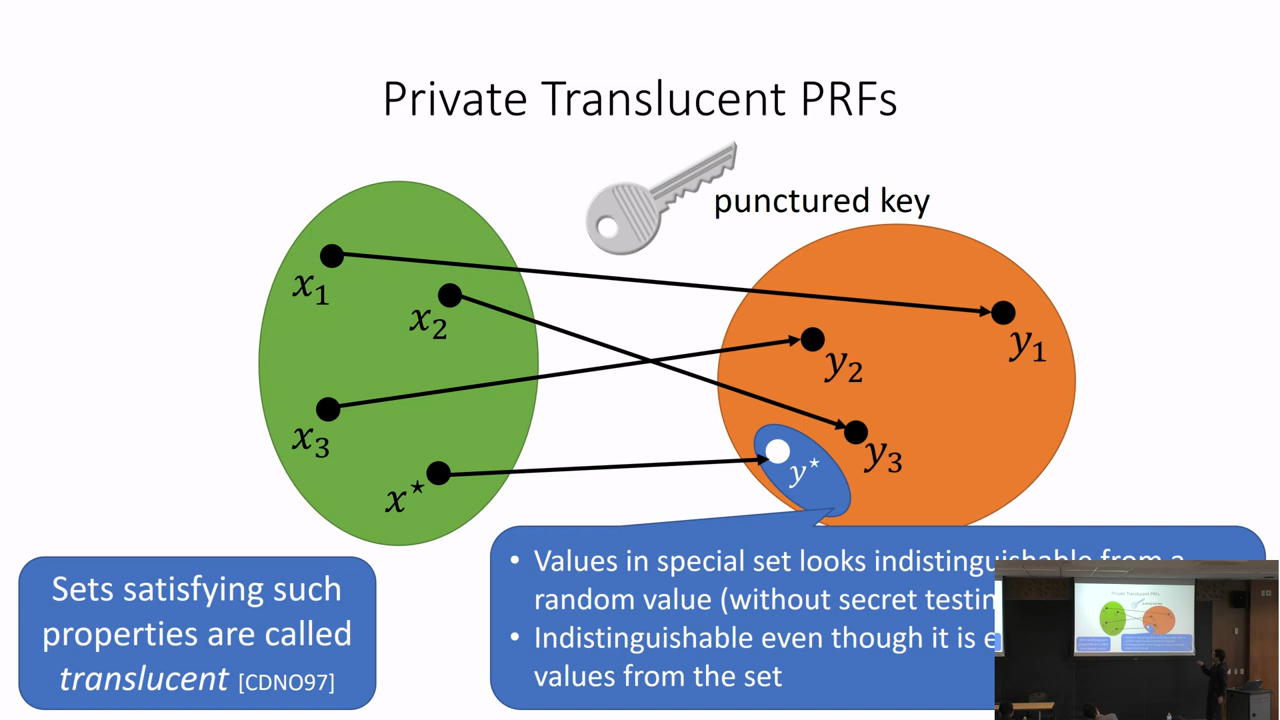 Private Translucent PRFs
punctured key
x₁
x₂
x₃
x⋆
y₁
y₂
y₃
y⋆
Sets satisfying such
properties are called
translucent [CDNO97]
• Values in special set looks indistinguishable from a
random value (without secret
• Indistinguishable even though it is
values from the set